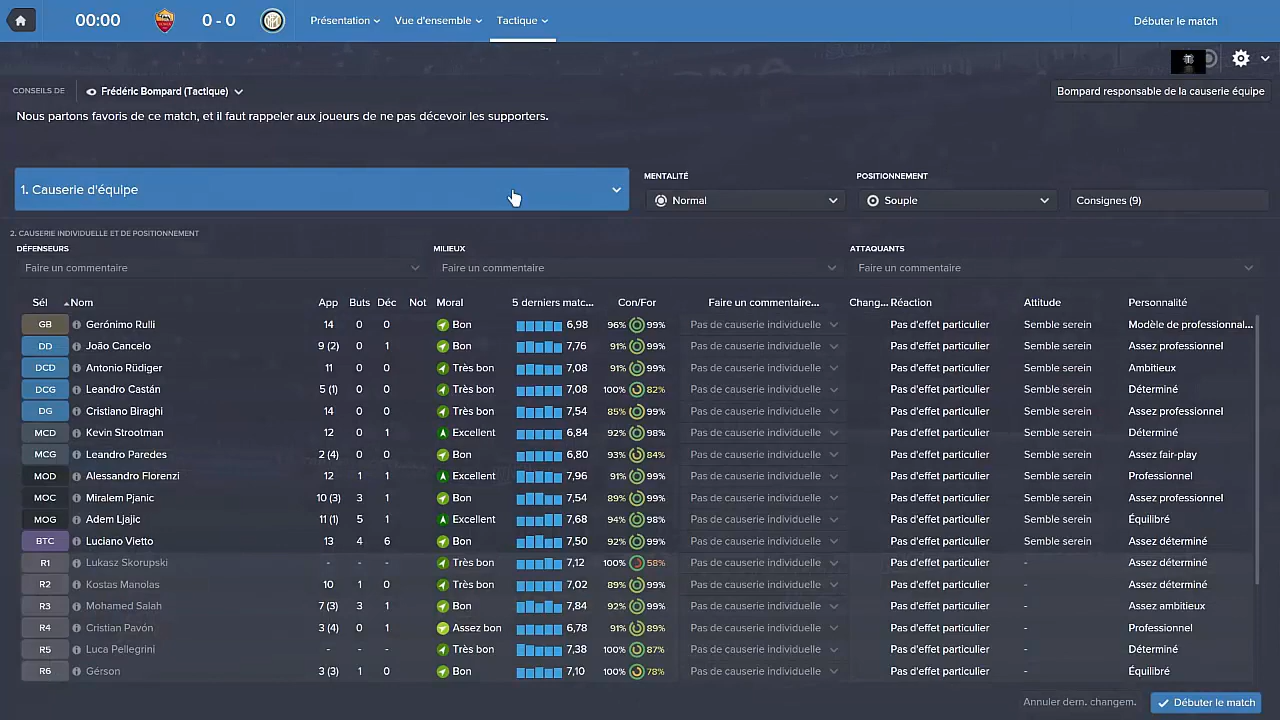 00:00 0 - 0 Présentation Vue d'ensemble Tactique Débuter le match
CONSEILS DE Frédéric Bompard (Tactique) Bompard responsable de la causerie équipe
Nous partons favoris de ce match, et il faut rappeler aux joueurs de ne pas décevoir les supporters.
MENTALITÉ POSITIONNEMENT
1. Causerie d'équipe Normal Souple Consignes (9)
2. CAUSERIE INDIVIDUELLE ET DE POSITIONNEMENT
DÉFENSEURS MILIEUX ATTAQUANTS
Faire un commentaire Faire un commentaire Faire un commentaire
Sél Nom App Buts Déc Not Moral 5 derniers matc... Con/For Faire un commentaire... Chang... Réaction Attitude Personnalité
GB Gerónimo Rulli 14 0 0 Bon 6,98 96% 99% Pas de causerie individuelle Pas d'effet particulier Semble serein Modèle de professionnal...
DD João Cancelo 9 (2) 0 1 Bon 7,76 91% 99% Pas de causerie individuelle Pas d'effet particulier Semble serein Assez professionnel
DCD Antonio Rüdiger 11 0 0 Très bon 7,08 91% 99% Pas de causerie individuelle Pas d'effet particulier Semble serein Ambitieux
DCG Leandro Castán 5 (1) 0 0 Très bon 7,08 100% 82% Pas de causerie individuelle Pas d'effet particulier Semble serein Déterminé
DG Cristiano Biraghi 14 0 0 Très bon 7,54 85% 99% Pas de causerie individuelle Pas d'effet particulier Semble serein Assez professionnel
MCD Kevin Strootman 12 0 1 Excellent 6,84 92% 98% Pas de causerie individuelle Pas d'effet particulier Semble serein Déterminé
MCG Leandro Paredes 2 (4) 0 0 Très bon 6,80 93% 84% Pas de causerie individuelle Pas d'effet particulier Semble serein Assez fair-play
MOD Alessandro Florenzi 12 1 1 Excellent 7,96 91% 99% Pas de causerie individuelle Pas d'effet particulier Semble serein Professionnel
MOC Miralem Pjanic 10 (3) 3 1 Bon 7,54 89% 99% Pas de causerie individuelle Pas d'effet particulier Semble serein Assez professionnel
MOG Adem Ljajic 11 (1) 5 1 Excellent 7,68 94% 98% Pas de causerie individuelle Pas d'effet particulier Semble serein Équilibré
BTC Luciano Vietto 13 4 6 Bon 7,50 92% 99% Pas de causerie individuelle Pas d'effet particulier Semble serein Assez déterminé
R1 Lukasz Skorupski - - - Très bon 7,12 100% 58% Pas de causerie individuelle Pas d'effet particulier - Assez déterminé
R2 Kostas Manolas 10 1 0 Très bon 7,02 89% 99% Pas de causerie individuelle Pas d'effet particulier - Assez déterminé
R3 Mohamed Salah 7 (3) 3 1 Bon 7,84 92% 99% Pas de causerie individuelle Pas d'effet particulier - Assez ambitieux
R4 Cristian Pavón 3 (4) 0 1 Assez bon 6,78 91% 89% Pas de causerie individuelle Pas d'effet particulier - Professionnel
R5 Luca Pellegrini - - - Très bon 7,38 100% 87% Pas de causerie individuelle Pas d'effet particulier - Déterminé
R6 Gérson 3 (3) 1 0 Bon 7,10 100% 78% Pas de causerie individuelle Pas d'effet particulier - Équilibré
Annuler dern. changem. Débuter le match